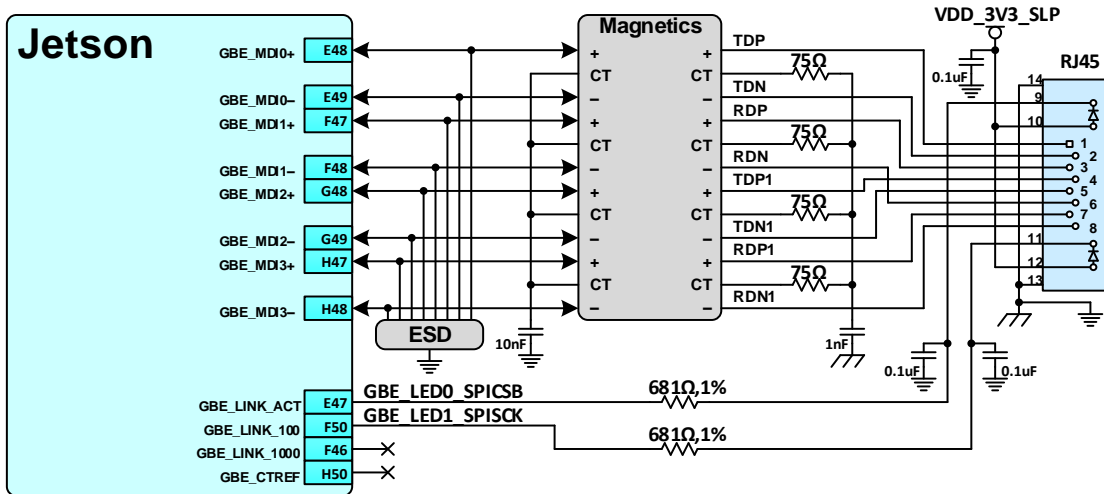 Jetson
GBE_MDI0+ E48
GBE_MDI0– E49
GBE_MDI1+ F47
GBE_MDI1– F48
GBE_MDI2+ G48
GBE_MDI2– G49
GBE_MDI3+ H47
GBE_MDI3– H48
GBE_LINK_ACT E47
GBE_LINK_100 F50
GBE_LINK_1000 F46
GBE_CTREF H50
ESD
10nF
GBE_LED0_SPICSB
GBE_LED1_SPISCK
Magnetics
+ +
CT CT
– –
+ +
CT CT
– –
+ +
CT CT
– –
+ +
CT CT
– –
TDP
75Ω
TDN
RDP
75Ω
RDN
TDP1
75Ω
TDN1
RDP1
75Ω
RDN1
1nF
681Ω,1%
681Ω,1%
VDD_3V3_SLP
0.1uF
RJ45
14
9
10
1
2
3
4
5
6
7
8
11
12
13
0.1uF
0.1uF